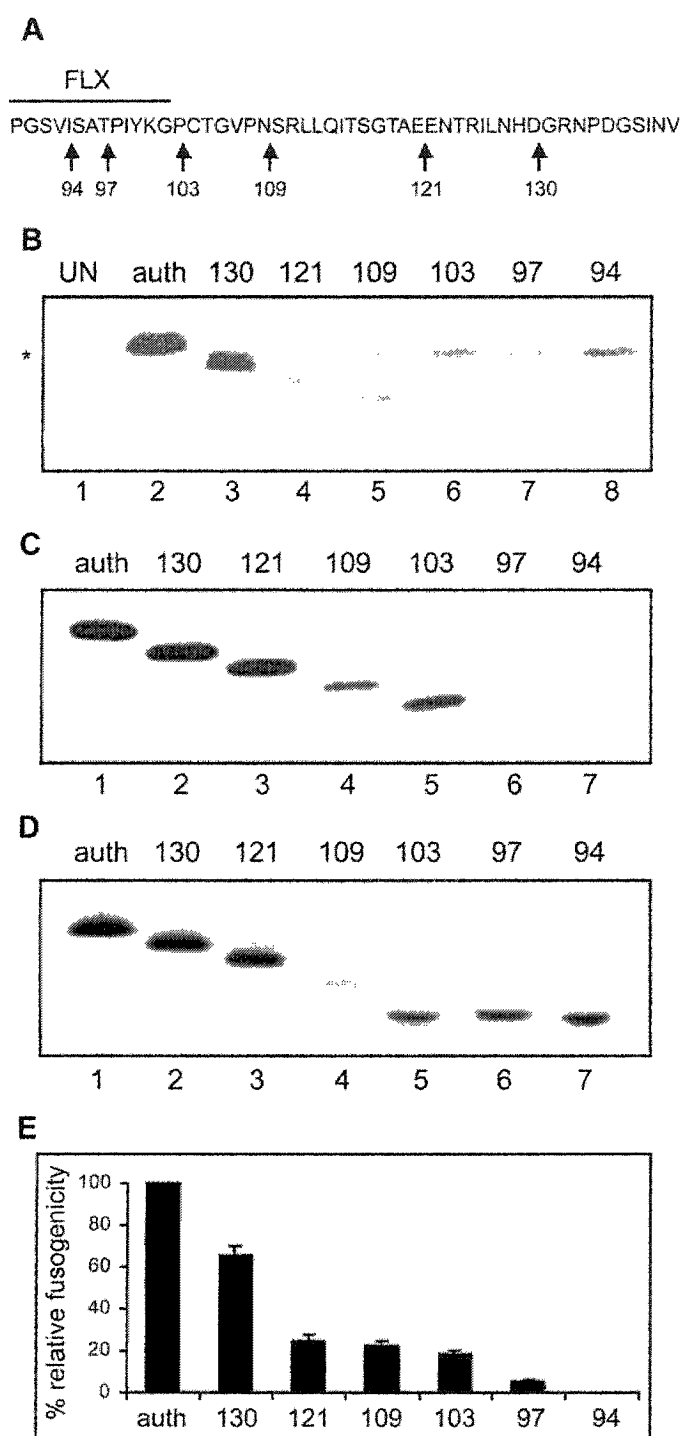 A
FLX
PGSVISATPIYKGPCTGVPNSRLLQITSGTAEENTRILNHDGRNPDGSINV
94 97 103 109 121 130
B
UN auth 130 121 109 103 97 94
*
1 2 3 4 5 6 7 8
C
auth 130 121 109 103 97 94
1 2 3 4 5 6 7
D
auth 130 121 109 103 97 94
1 2 3 4 5 6 7
E
% relative fusogenicity
100
80
60
40
20
0
auth 130 121 109 103 97 94